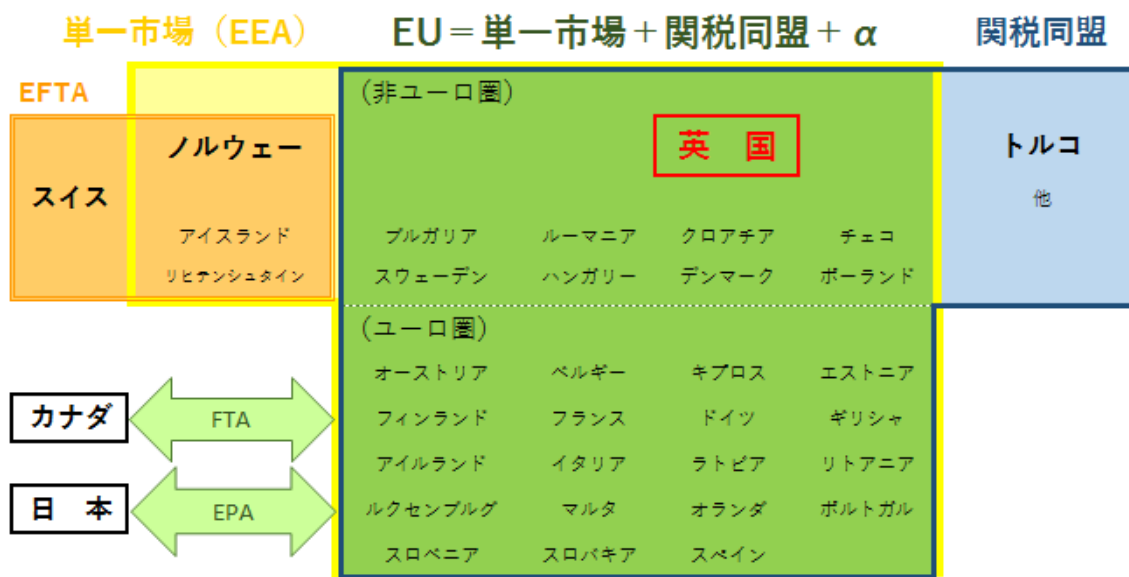 単一市場（EEA） EU＝単一市場＋関税同盟＋α 関税同盟
EFTA
(非ユーロ圏)
英　国
ノルウェー
トルコ
スイス
他
アイスランド
ブルガリア ルーマニア クロアチア チェコ
リヒテンシュタイン
スウェーデン ハンガリー デンマーク ポーランド
(ユーロ圏)
オーストリア ベルギー キプロス エストニア
カナダ
FTA
フィンランド フランス ドイツ ギリシャ
アイルランド イタリア ラトビア リトアニア
日　本
EPA
ルクセンブルグ マルタ オランダ ポルトガル
スロベニア スロバキア スペイン